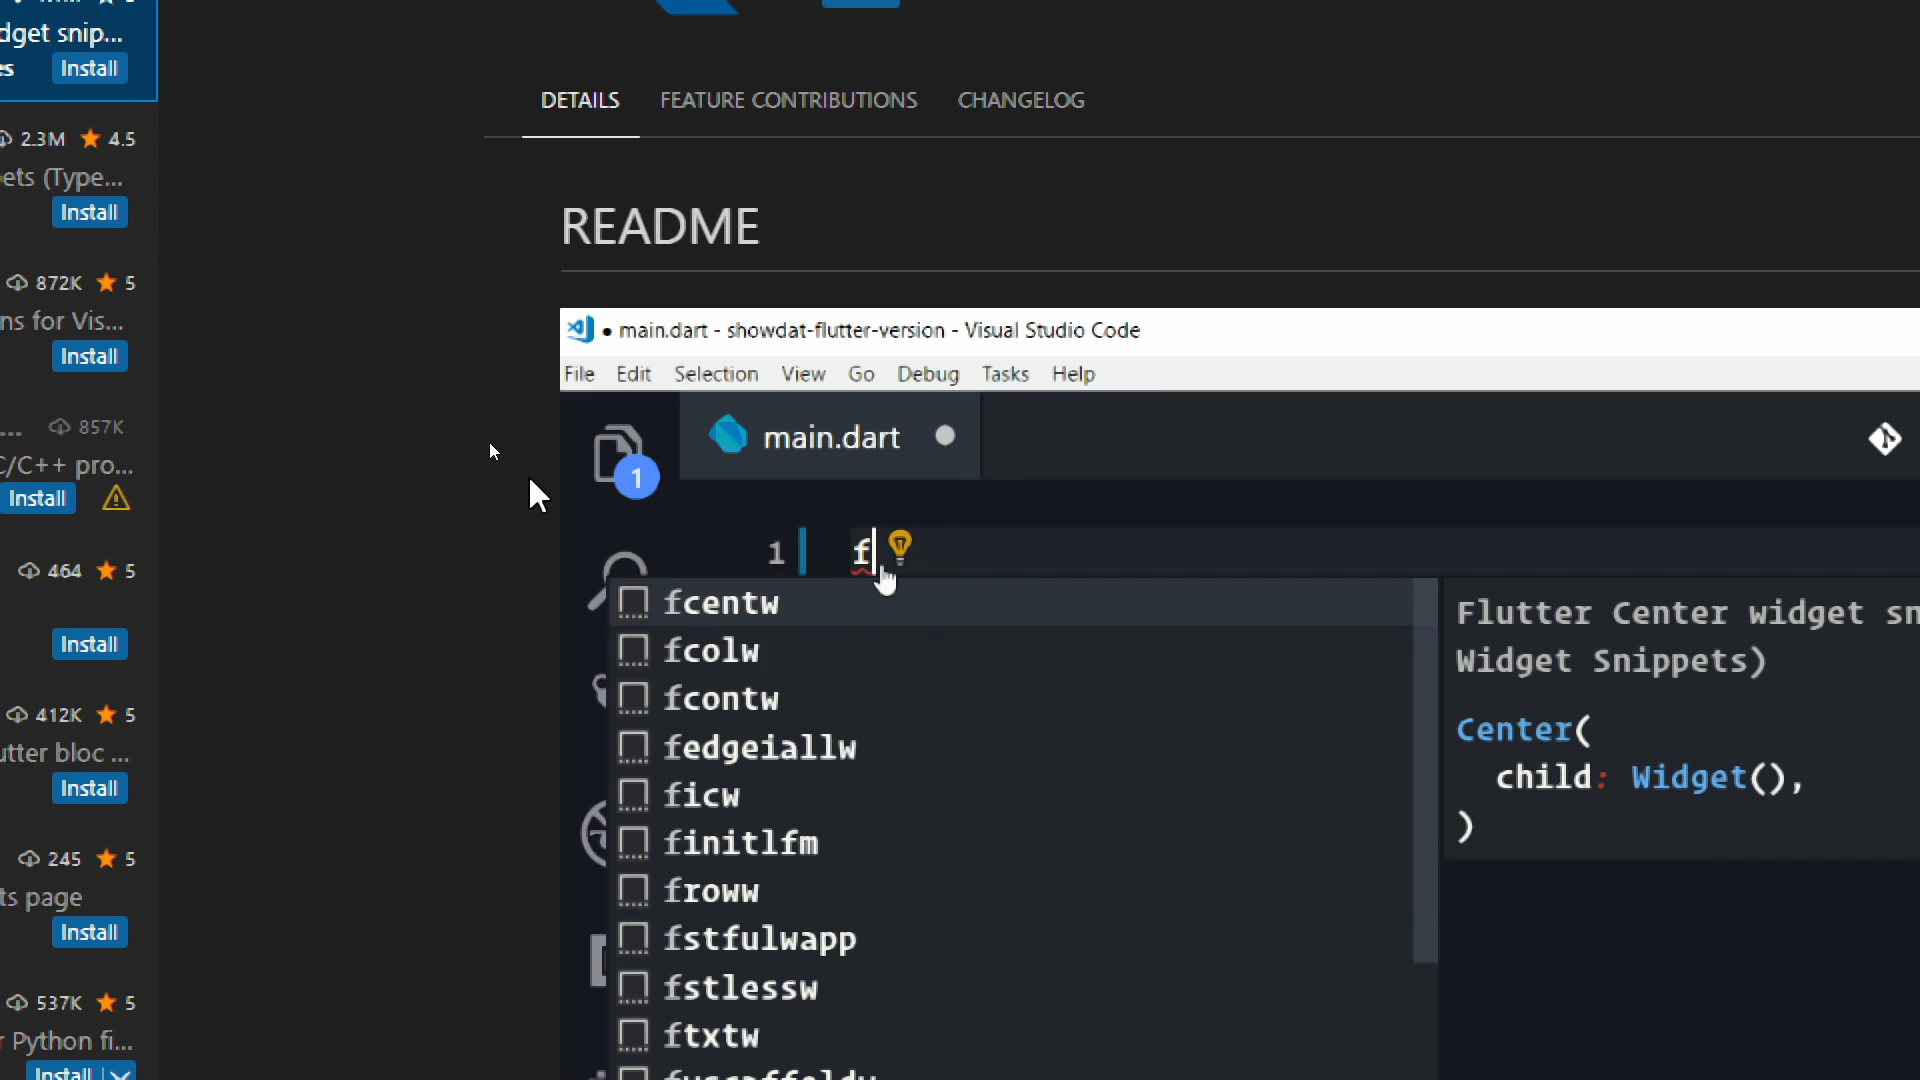 dget snip...
es Install
2.3M 4.5
ets (Type...
Install
872K 5
ns for Vis...
Install
... 857K
C/C++ pro...
Install
464 5
Install
412K 5
utter bloc ...
Install
245 5
ts page
Install
537K 5
r Python fi...
Install
DETAILS FEATURE CONTRIBUTIONS CHANGELOG
README
● main.dart - showdat-flutter-version - Visual Studio Code
File Edit Selection View Go Debug Tasks Help
1 main.dart
1 f
fcentw
fcolw
fcontw
fedgeiallw
ficw
finitlfm
froww
fstfulwapp
fstlessw
ftxtw
Flutter Center widget sn
Widget Snippets)
Center(
child: Widget(),
)